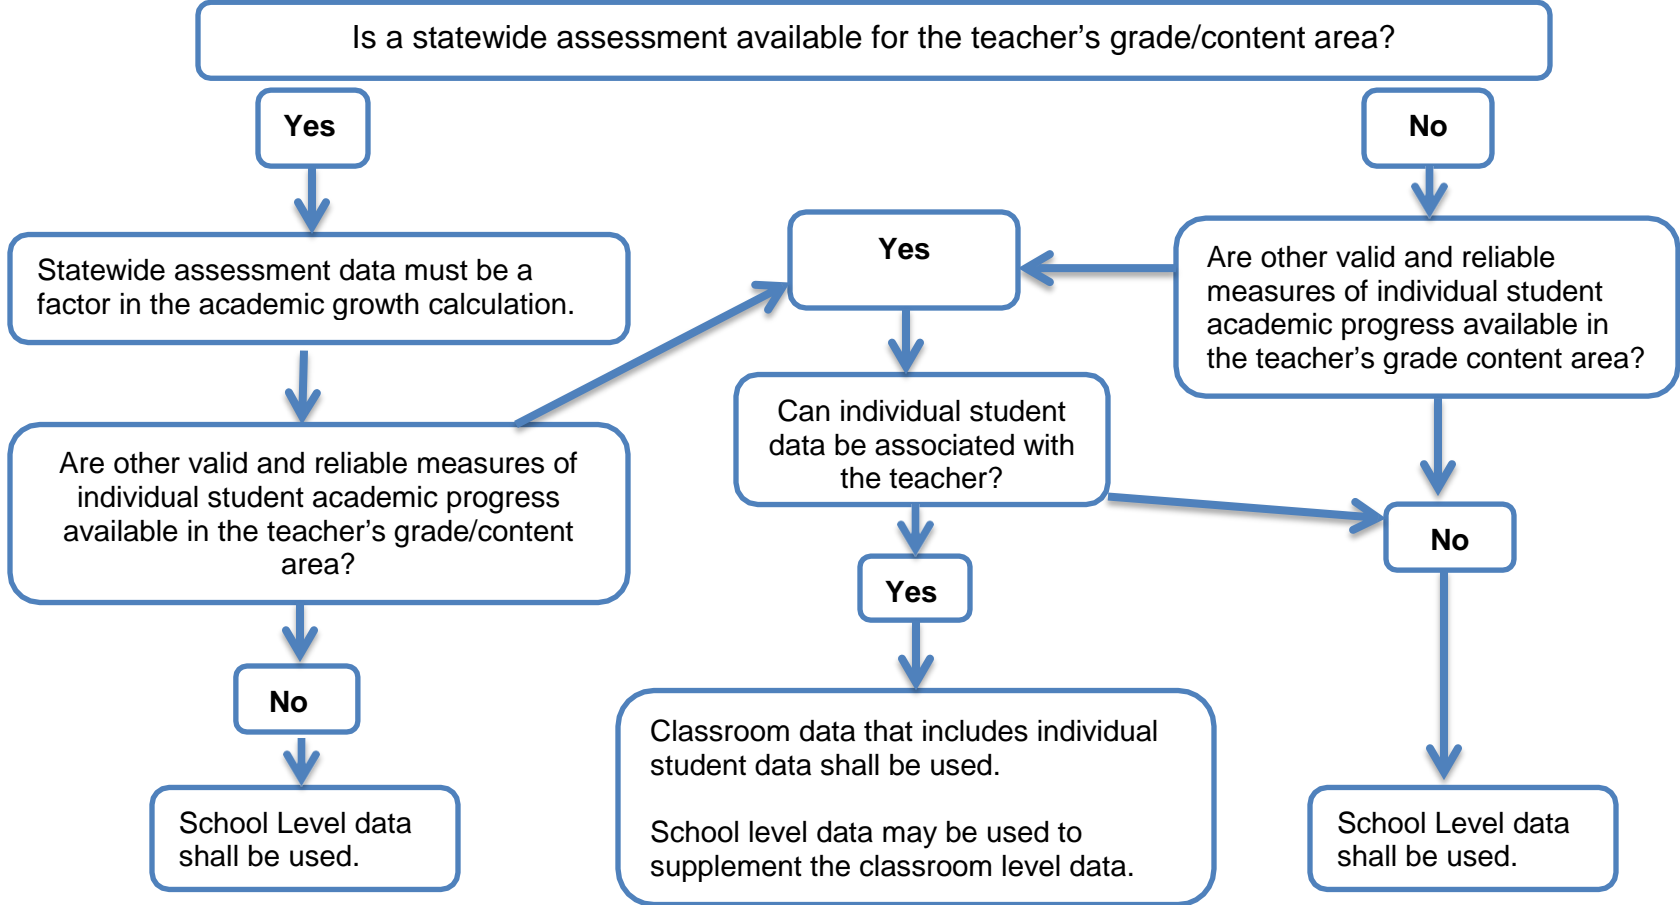 Is a statewide assessment available for the teacher’s grade/content area?
Yes
No
Statewide assessment data must be a
factor in the academic growth calculation.
Yes
Are other valid and reliable
measures of individual student
academic progress available in
the teacher’s grade content area?
Can individual student
data be associated with
the teacher?
Are other valid and reliable measures of
individual student academic progress
available in the teacher’s grade/content
area?
No
Yes
No
Classroom data that includes individual
student data shall be used.
School level data may be used to
supplement the classroom level data.
School Level data
shall be used.
School Level data
shall be used.